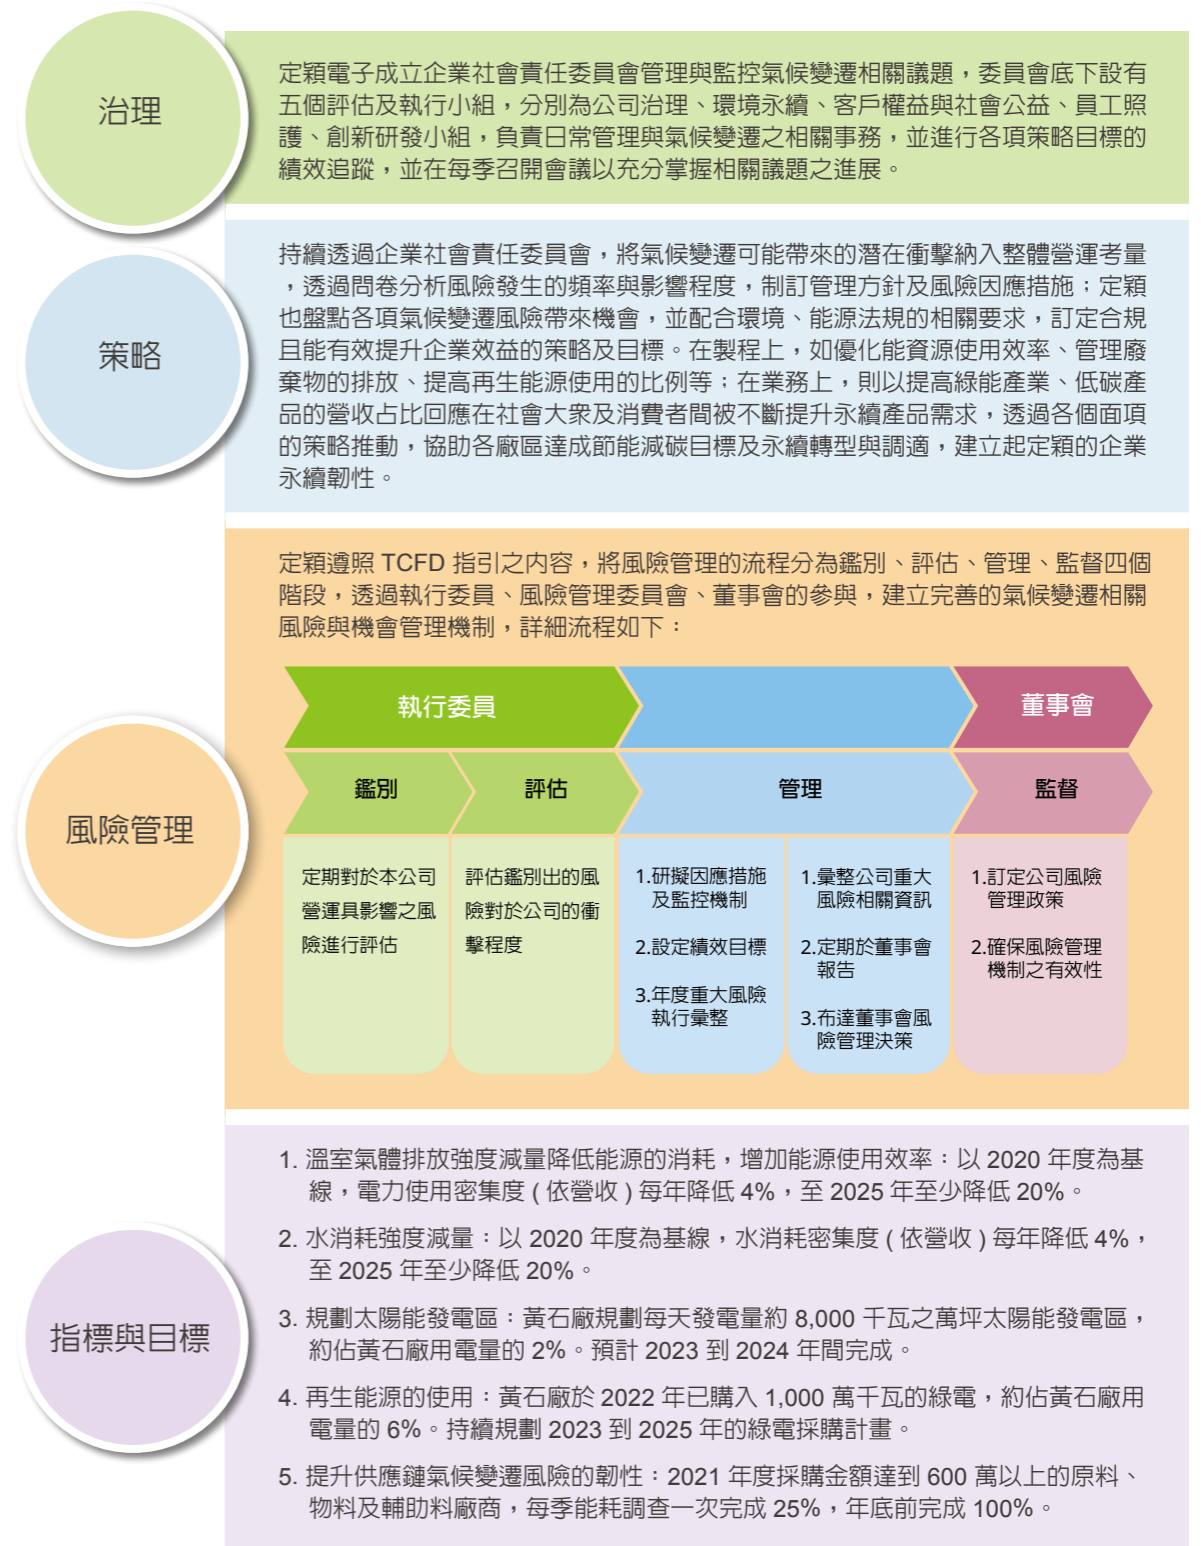 治理
定穎電子成立企業社會責任委員會管理與監控氣候變遷相關議題，委員會底下設有
五個評估及執行小組，分別為公司治理、環境永續、客戶權益與社會公益、員工照
護、創新研發小組，負責日常管理與氣候變遷之相關事務，並進行各項策略目標的
績效追蹤，並在每季召開會議以充分掌握相關議題之進展。
策略
持續透過企業社會責任委員會，將氣候變遷可能帶來的潛在衝擊納入整體營運考量
，透過問卷分析風險發生的頻率與影響程度，制訂管理方針及風險因應措施；定穎
也盤點各項氣候變遷風險帶來機會，並配合環境、能源法規的相關要求，訂定合規
且能有效提升企業效益的策略及目標。在製程上，如優化能資源使用效率、管理廢
棄物的排放、提高再生能源使用的比例等；在業務上，則以提高綠能產業、低碳產
品的營收占比回應在社會大衆及消費者間被不斷提升永續產品需求，透過各個面項
的策略推動，協助各廠區達成節能減碳目標及永續轉型與調適，建立起定穎的企業
永續韌性。
風險管理
定穎遵照 TCFD 指引之内容，將風險管理的流程分為鑑別、評估、管理、監督四個
階段，透過執行委員、風險管理委員會、董事會的參與，建立完善的氣候變遷相關
風險與機會管理機制，詳細流程如下：
執行委員
董事會
鑑別
評估
管理
監督
定期對於本公司
營運具影響之風
險進行評估
評估鑑別出的風
險對於公司的衝
擊程度
1.研擬因應措施
及監控機制
2.設定績效目標
3.年度重大風險
執行彙整
1.彙整公司重大
風險相關資訊
2.定期於董事會
報告
3.布達董事會風
險管理決策
1.訂定公司風險
管理政策
2.確保風險管理
機制之有效性
指標與目標
1. 溫室氣體排放強度減量降低能源的消耗，增加能源使用效率：以 2020 年度為基
線，電力使用密集度 ( 依營收 ) 每年降低 4%，至 2025 年至少降低 20%。
2. 水消耗強度減量：以 2020 年度為基線，水消耗密集度 ( 依營收 ) 每年降低 4%，
至 2025 年至少降低 20%。
3. 規劃太陽能發電區：黃石廠規劃每天發電量約 8,000 千瓦之萬坪太陽能發電區，
約佔黃石廠用電量的 2%。預計 2023 到 2024 年間完成。
4. 再生能源的使用：黃石廠於 2022 年已購入 1,000 萬千瓦的綠電，約佔黃石廠用
電量的 6%。持續規劃 2023 到 2025 年的綠電採購計畫。
5. 提升供應鏈氣候變遷風險的韌性：2021 年度採購金額達到 600 萬以上的原料、
物料及輔助料廠商，每季能耗調查一次完成 25%，年底前完成 100%。